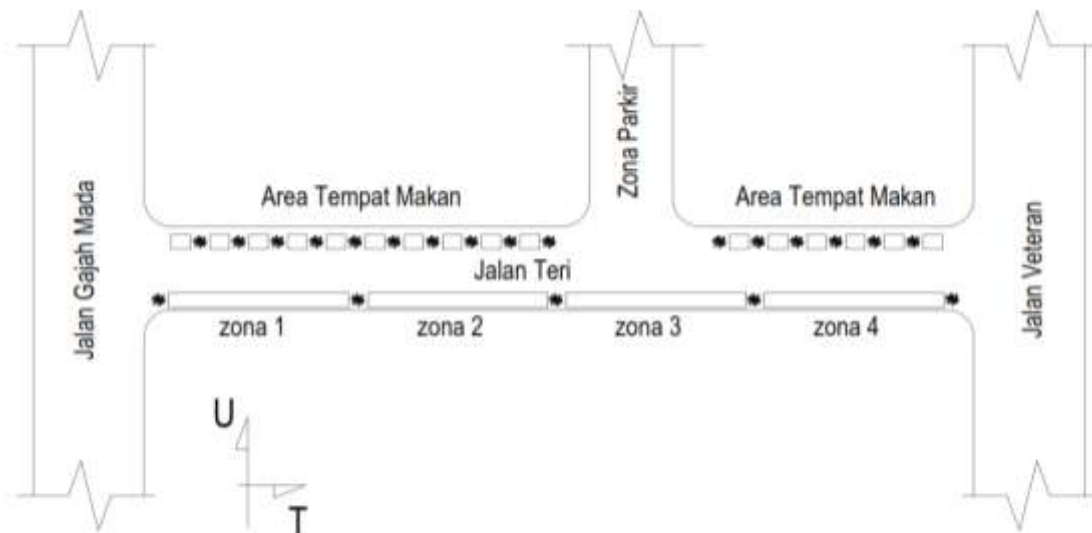 Zona Parkir
Area Tempat Makan
Area Tempat Makan
Jalan Gajah Mada
Jalan Teri
Jalan Veteran
zona 1
zona 2
zona 3
zona 4
U
T